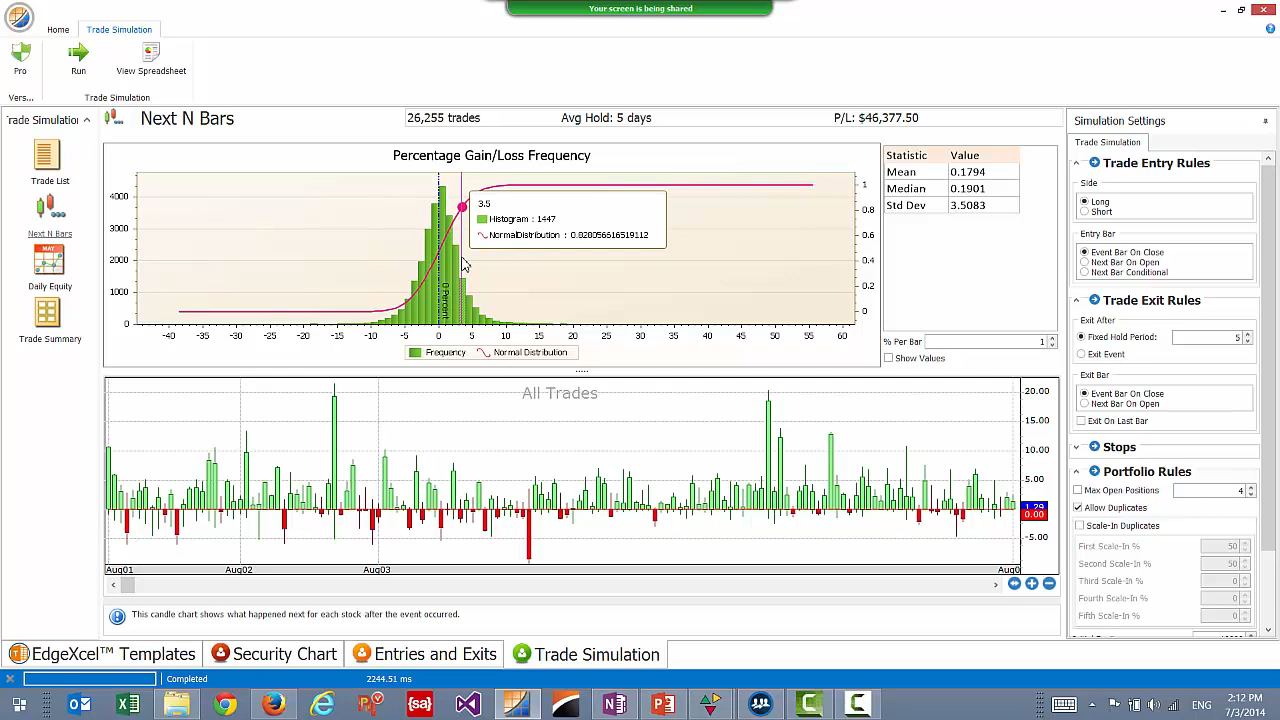 Your screen is being shared
Home
Trade Simulation
Pro
Run
View Spreadsheet
Vers...
Trade Simulation
Trade Simulation
Trade List
Next N Bars
MAY
Daily Equity
Trade Summary
Next N Bars
26,255 trades
Avg Hold: 5 days
P/L: $46,377.50
Percentage Gain/Loss Frequency
4000
3000
2000
1000
0
1
0.8
0.6
0.4
0.2
0
3.5
Histogram : 1447
NormalDistribution : 0.828056616519112
0 Percent
-35 -30 -25 -20 -15 -10 -5 0 5 10 15 20 25 30 35 40 45 50 55 60
Frequency Normal Distribution
Statistic Value
Mean 0.1794
Median 0.1901
Std Dev 3.5083
% Per Bar 1
Show Values
All Trades
20.00
15.00
10.00
5.00
1.29
0.00
-5.00
Aug01 Aug02 Aug03 Aug0
This candle chart shows what happened next for each stock after the event occurred.
Simulation Settings
Trade Simulation
Trade Entry Rules
Side
Long
Short
Entry Bar
Event Bar On Close
Next Bar On Open
Next Bar Conditional
Trade Exit Rules
Exit After
Fixed Hold Period: 5
Exit Event
Exit Bar
Event Bar On Close
Next Bar On Open
Exit On Last Bar
Stops
Portfolio Rules
Max Open Positions 4
Allow Duplicates
Scale-In Duplicates
First Scale-In % 50
Second Scale-In % 50
Third Scale-In % 0
Fourth Scale-In % 0
Fifth Scale-In % 0
EdgeXcel™ Templates
Security Chart
Entries and Exits
Trade Simulation
Completed
2244.51 ms
{sa}
ENG
2:12 PM
7/3/2014